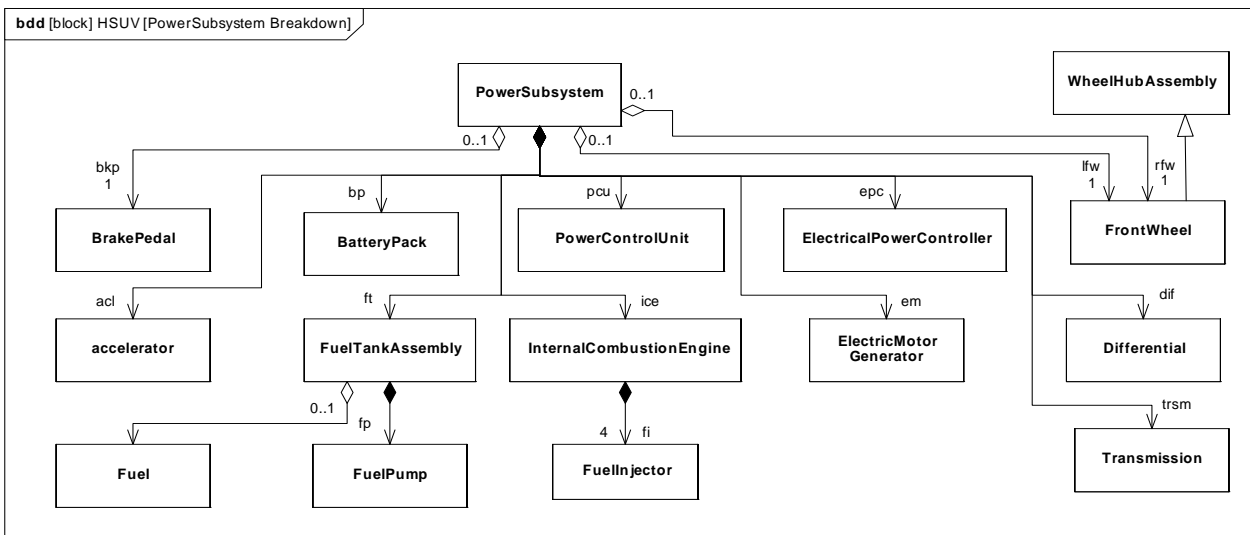 bdd [block] HSUV [PowerSubsystem Breakdown]
PowerSubsystem
WheelHubAssembly
0..1
0..1
0..1
bkp
1
bp
pcu
epc
lfw
1
rfw
1
BrakePedal
BatteryPack
PowerControlUnit
ElectricalPowerController
FrontWheel
acl
ft
ice
em
dif
accelerator
FuelTankAssembly
InternalCombustionEngine
ElectricMotor
Generator
Differential
0..1
fp
4
fi
trsm
Fuel
FuelPump
FuelInjector
Transmission